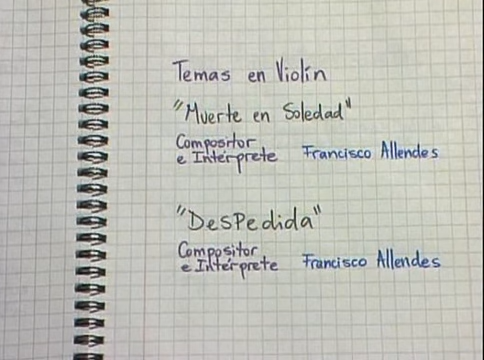 Temas en Violín
"Muerte en Soledad"
Compositor
e Intérprete Francisco Allendes
"Despedida"
Compositor
e Intérprete Francisco Allendes